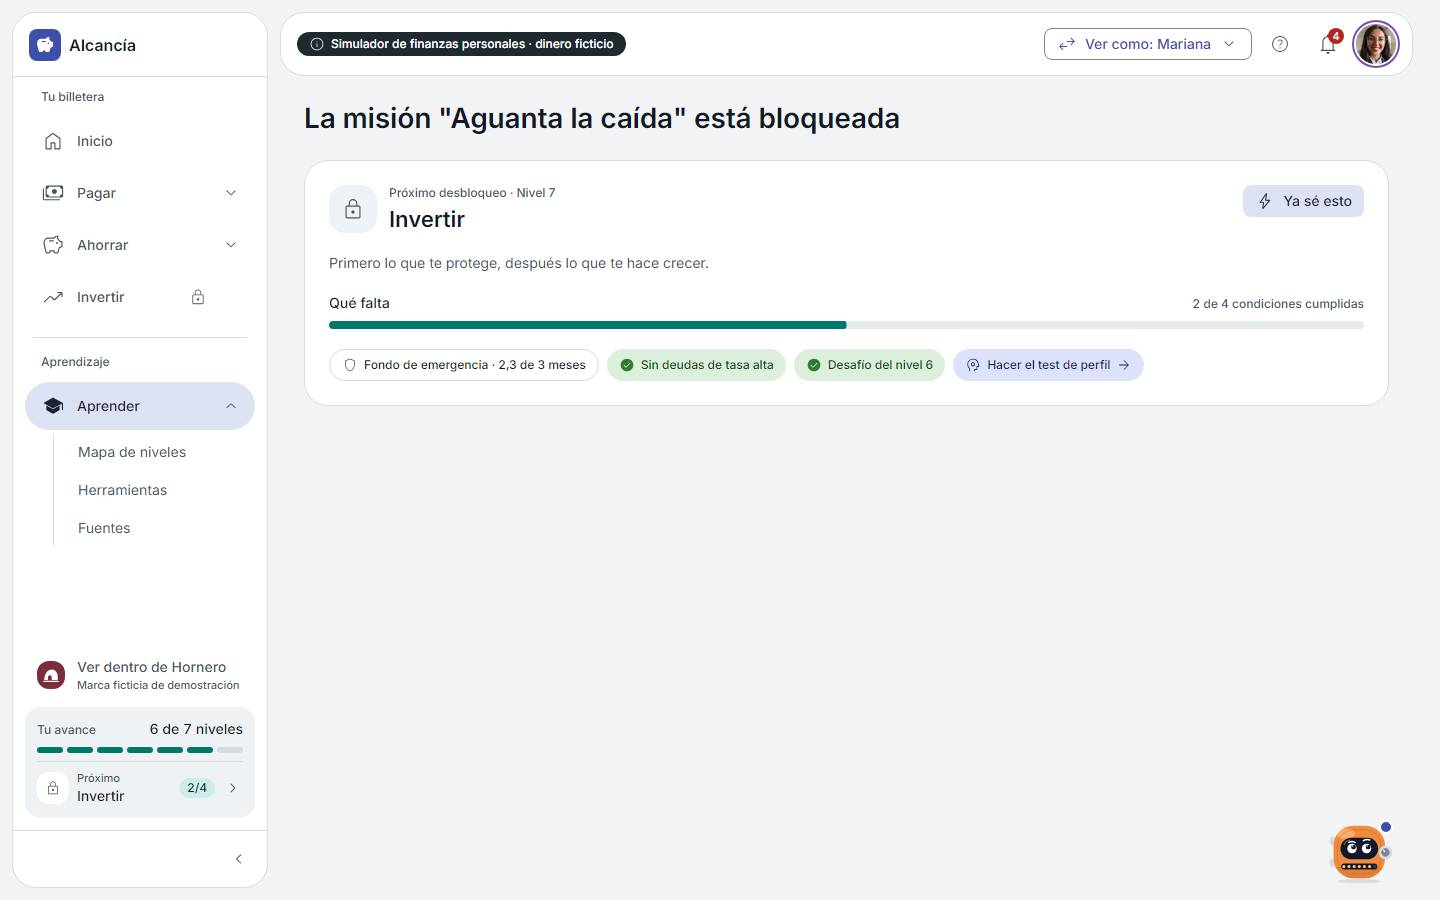 Alcancía
Simulador de finanzas personales · dinero ficticio
Ver como: Mariana
4
Tu billetera
Inicio
Pagar
Ahorrar
Invertir
Aprendizaje
Aprender
Mapa de niveles
Herramientas
Fuentes
Ver dentro de Hornero
Marca ficticia de demostración
Tu avance
6 de 7 niveles
Próximo
Invertir
2/4
La misión "Aguanta la caída" está bloqueada
Próximo desbloqueo · Nivel 7
Invertir
Ya sé esto
Primero lo que te protege, después lo que te hace crecer.
Qué falta
2 de 4 condiciones cumplidas
Fondo de emergencia · 2,3 de 3 meses
Sin deudas de tasa alta
Desafío del nivel 6
Hacer el test de perfil